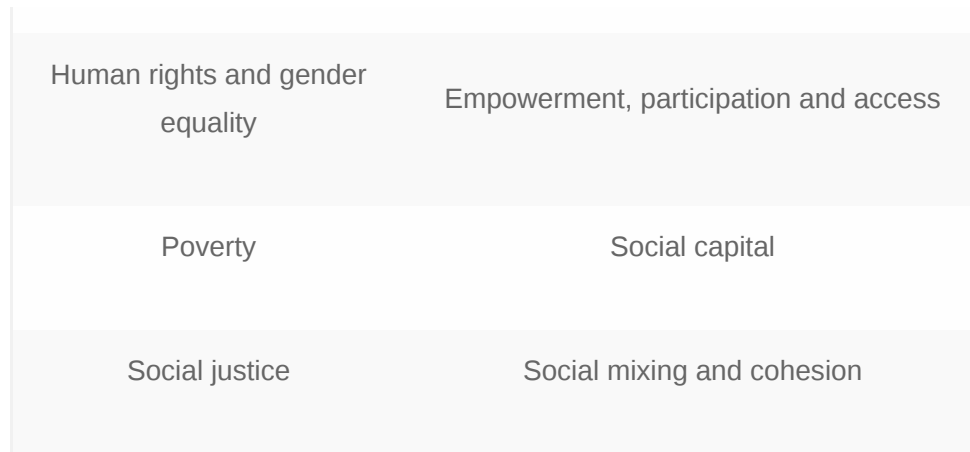 Human rights and gender
equality
Empowerment, participation and access
Poverty
Social capital
Social justice
Social mixing and cohesion